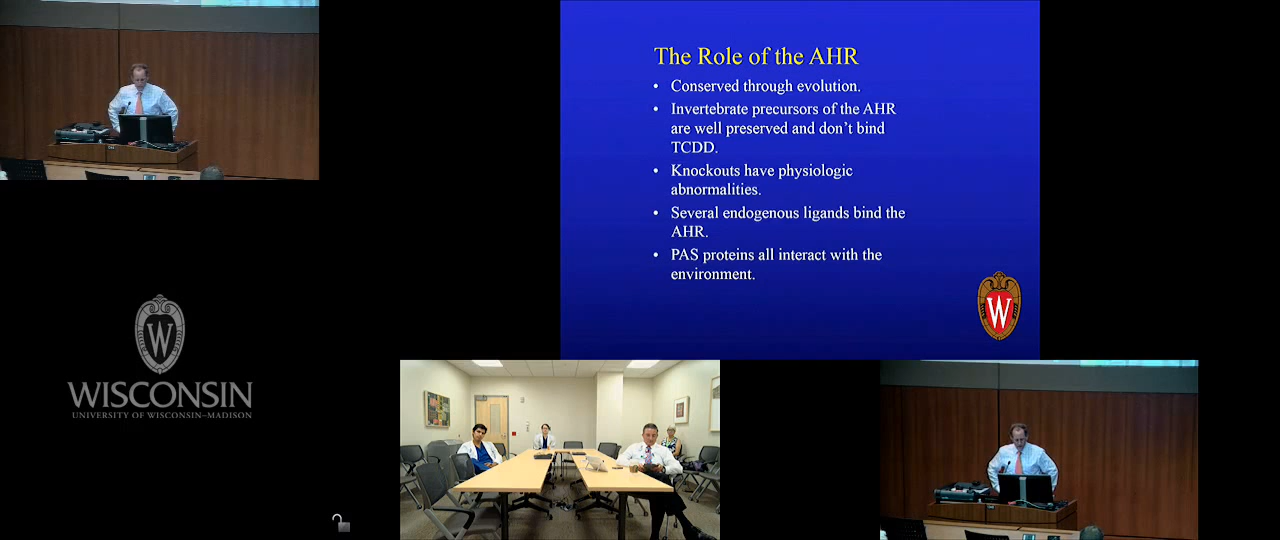 The Role of the AHR
• Conserved through evolution.
• Invertebrate precursors of the AHR
are well preserved and don't bind
TCDD.
• Knockouts have physiologic
abnormalities.
• Several endogenous ligands bind the
AHR.
• PAS proteins all interact with the
environment.
W
W
WISCONSIN
UNIVERSITY OF WISCONSIN–MADISON